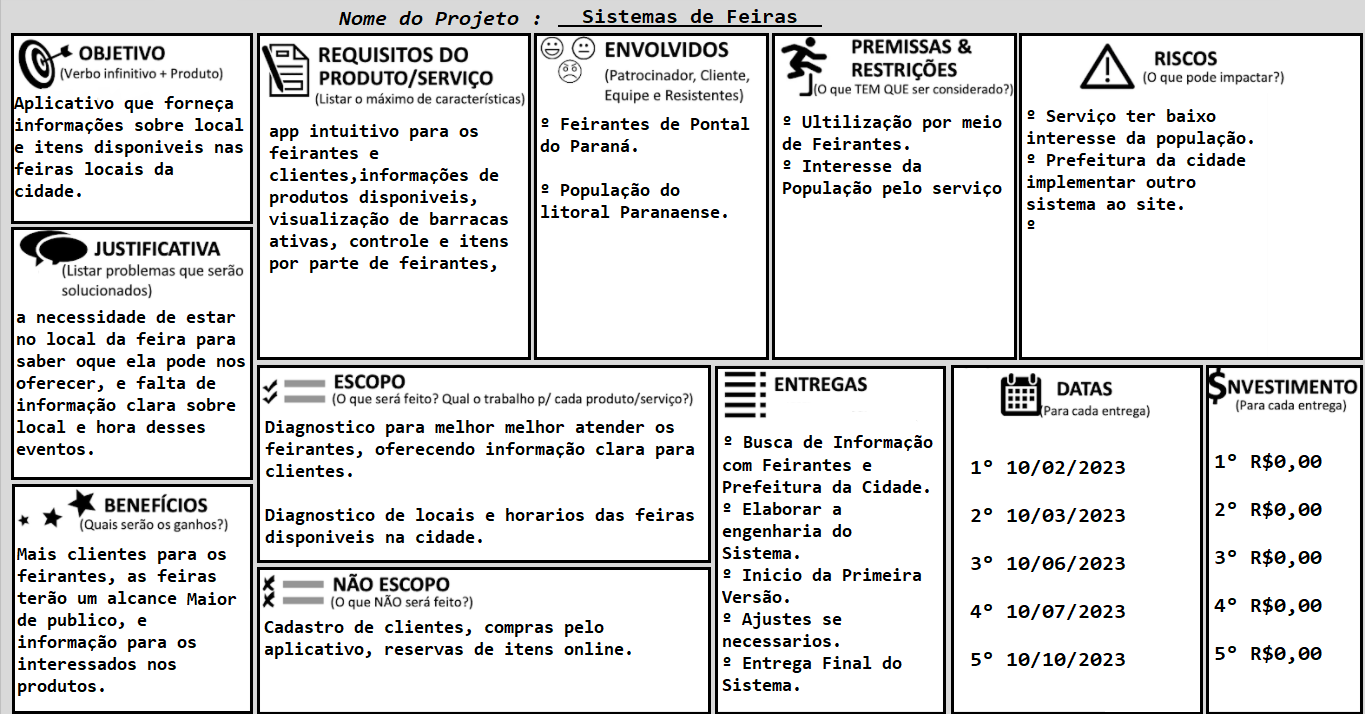 Nome do Projeto : Sistemas de Feiras
OBJETIVO
(Verbo infinitivo + Produto)
Aplicativo que forneça
informações sobre local
e itens disponiveis nas
feiras locais da
cidade.
JUSTIFICATIVA
(Listar problemas que serão
solucionados)
a necessidade de estar
no local da feira para
saber oque ela pode nos
oferecer, e falta de
informação clara sobre
local e hora desses
eventos.
BENEFÍCIOS
(Quais serão os ganhos?)
Mais clientes para os
feirantes, as feiras
terão um alcance Maior
de publico, e
informação para os
interessados nos
produtos.
REQUISITOS DO
PRODUTO/SERVIÇO
(Listar o máximo de características)
app intuitivo para os
feirantes e
clientes,informações de
produtos disponiveis,
visualização de barracas
ativas, controle e itens
por parte de feirantes,
ENVOLVIDOS
(Patrocinador, Cliente,
Equipe e Resistentes)
º Feirantes de Pontal
do Paraná.
º População do
litoral Paranaense.
PREMISSAS &
RESTRIÇÕES
(O que TEM QUE ser considerado?)
º Ultilização por meio
de Feirantes.
º Interesse da
População pelo serviço
RISCOS
(O que pode impactar?)
º Serviço ter baixo
interesse da população.
º Prefeitura da cidade
implementar outro
sistema ao site.
º
ESCOPO
(O que será feito? Qual o trabalho p/ cada produto/serviço?)
Diagnostico para melhor melhor atender os
feirantes, oferecendo informação clara para
clientes.
Diagnostico de locais e horarios das feiras
disponiveis na cidade.
NÃO ESCOPO
(O que NÃO será feito?)
Cadastro de clientes, compras pelo
aplicativo, reservas de itens online.
ENTREGAS
º Busca de Informação
com Feirantes e
Prefeitura da Cidade.
º Elaborar a
engenharia do
Sistema.
º Inicio da Primeira
Versão.
º Ajustes se
necessarios.
º Entrega Final do
Sistema.
DATAS
(Para cada entrega)
1° 10/02/2023
2° 10/03/2023
3° 10/06/2023
4° 10/07/2023
5° 10/10/2023
$NVESTIMENTO
(Para cada entrega)
1° R$0,00
2° R$0,00
3° R$0,00
4° R$0,00
5° R$0,00